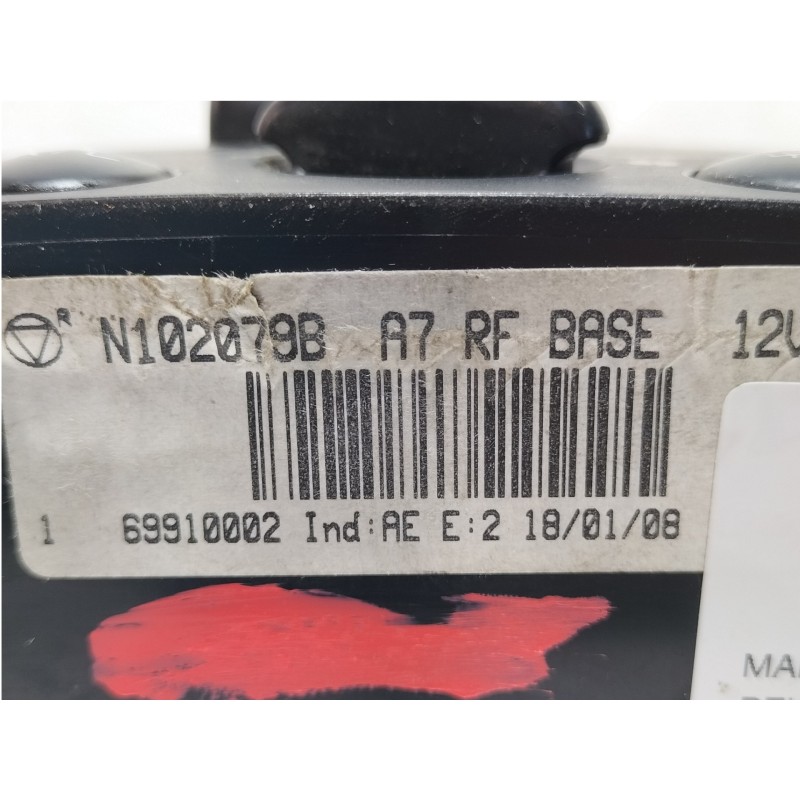 R N102079B A7 RF BASE 12V
1 69910002 Ind:AE E:2 18/01/08